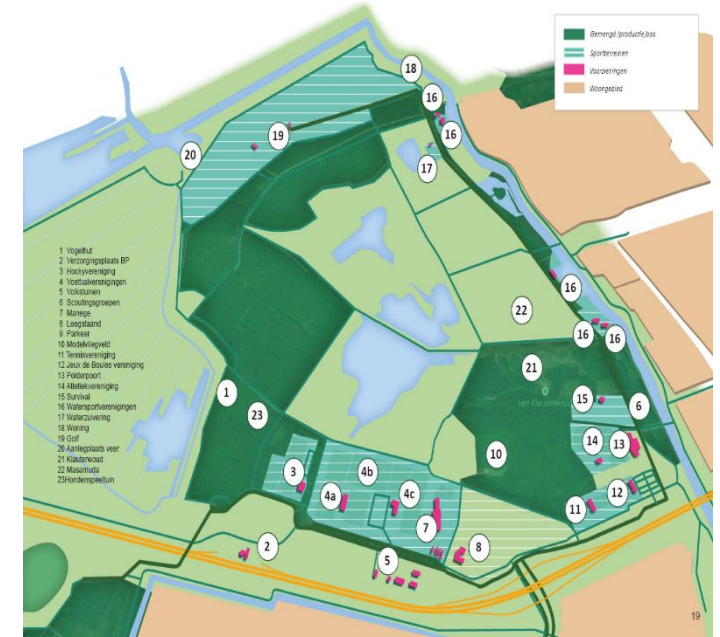 Gemengd (productie)bos
Sportterreinen
Voorzieningen
Woongebied
18
16
16
19
20
17
1 Vogelhut
2 Verzorgingsplaats BP
3 Hockyvereniging
4 Voetbalverenigingen
5 Volkstuinen
6 Scoutingsgroepen
7 Manege
8 Leegstaand
9 Parkeer
10 Modelvliegveld
11 Tennisvereniging
12 Jeux de Boules vereniging
13 Polderpoort
14 Atletiekvereniging
15 Survival
16 Watersportverenigingen
17 Waterzuivering
18 Woning
19 Golf
20 Aanlegplaats veer
21 Klauterwoud
22 Masamuda
23 Hondenspeeltuin
16
22
16
16
21
Het Klauterwoud
1
23
15
6
14
13
10
3
4b
4a
4c
12
11
7
2
8
5
19